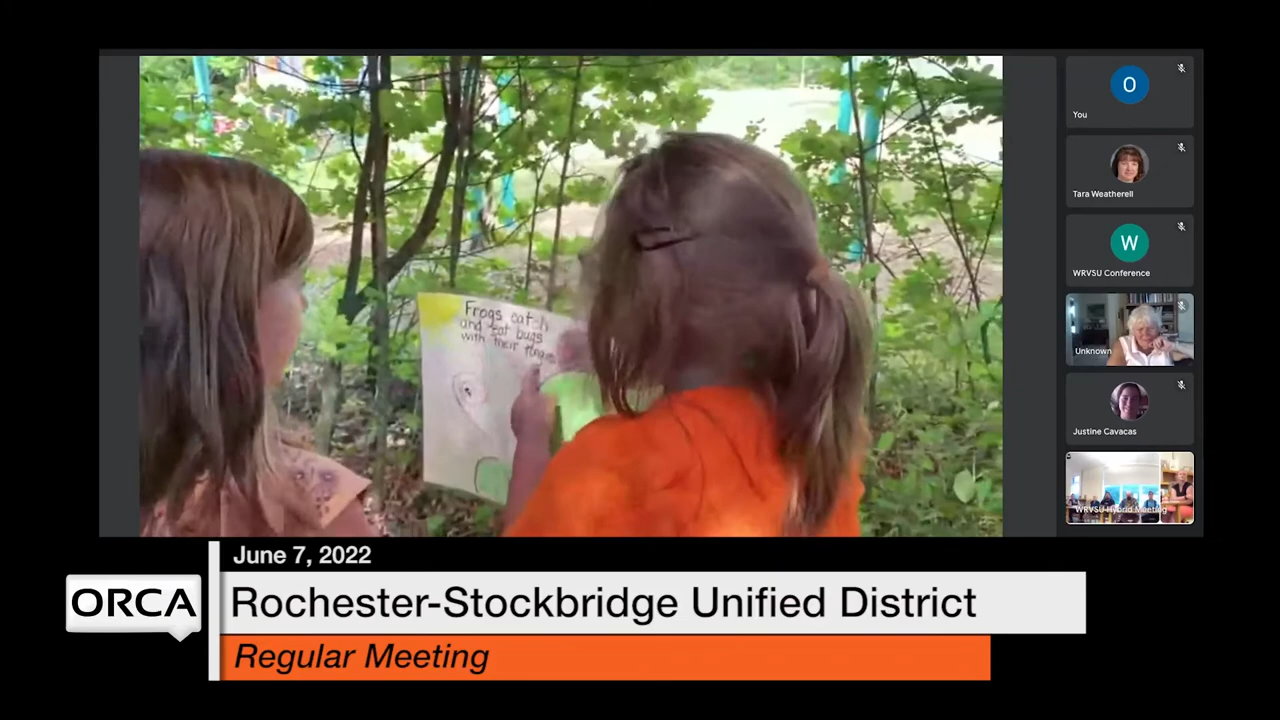 Frogs catch
and eat bugs
with their
O
You
Tara Weatherell
W
WRVSU Conference
Unknown
Justine Cavacas
WRVSU Hybrid Meeting
June 7, 2022
ORCA
Rochester-Stockbridge Unified District
Regular Meeting